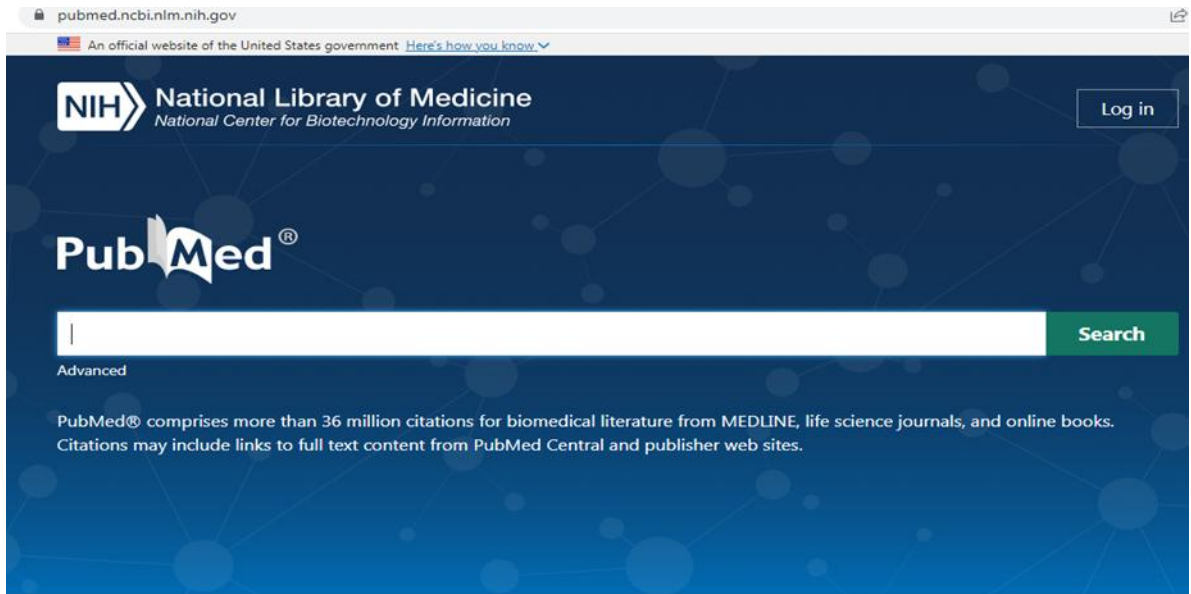 pubmed.ncbi.nlm.nih.gov
An official website of the United States government Here's how you know
NIH National Library of Medicine
National Center for Biotechnology Information
Log in
PubMed®
Search
Advanced
PubMed® comprises more than 36 million citations for biomedical literature from MEDLINE, life science journals, and online books.
Citations may include links to full text content from PubMed Central and publisher web sites.